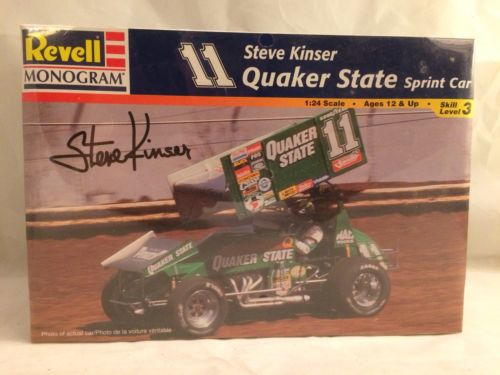 Revell
MONOGRAM
11
Steve Kinser
Quaker State Sprint Car
1:24 Scale • Ages 12 & Up • Skill Level 3
Steve Kinser
QUAKER STATE
11
QUAKER STATE
QUAKER STATE
Photo of actual car/Photo de la voiture véritable